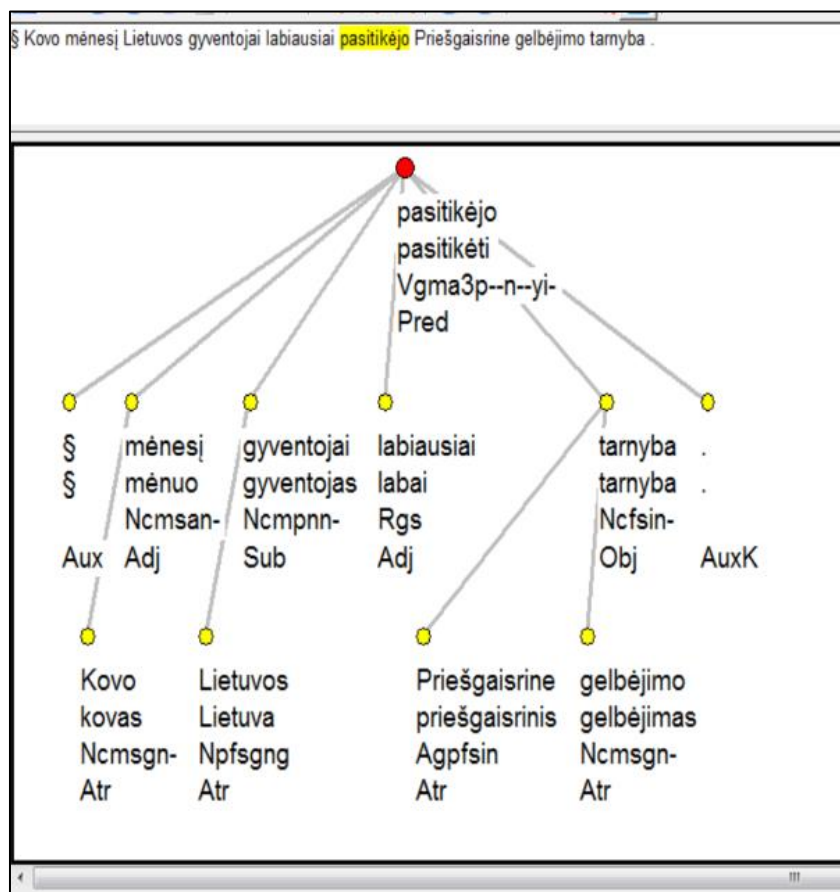 § Kovo mėnesį Lietuvos gyventojai labiausiai pasitikėjo Priešgaisrine gelbėjimo tarnyba .
pasitikėjo
pasitikėti
Vgma3p--n--yi-
Pred
§ mėnesį gyventojai labiausiai tarnyba .
§ mėnuo gyventojas labai tarnyba .
Ncmsan- Ncmpnn- Rgs Ncfsin-
Aux Adj Sub Adj Obj AuxK
Kovo Lietuvos Priešgaisrine gelbėjimo
kovas Lietuva priešgaisrinis gelbėjimas
Ncmsgn- Npfsgng Agpfsin Ncmsgn-
Atr Atr Atr Atr